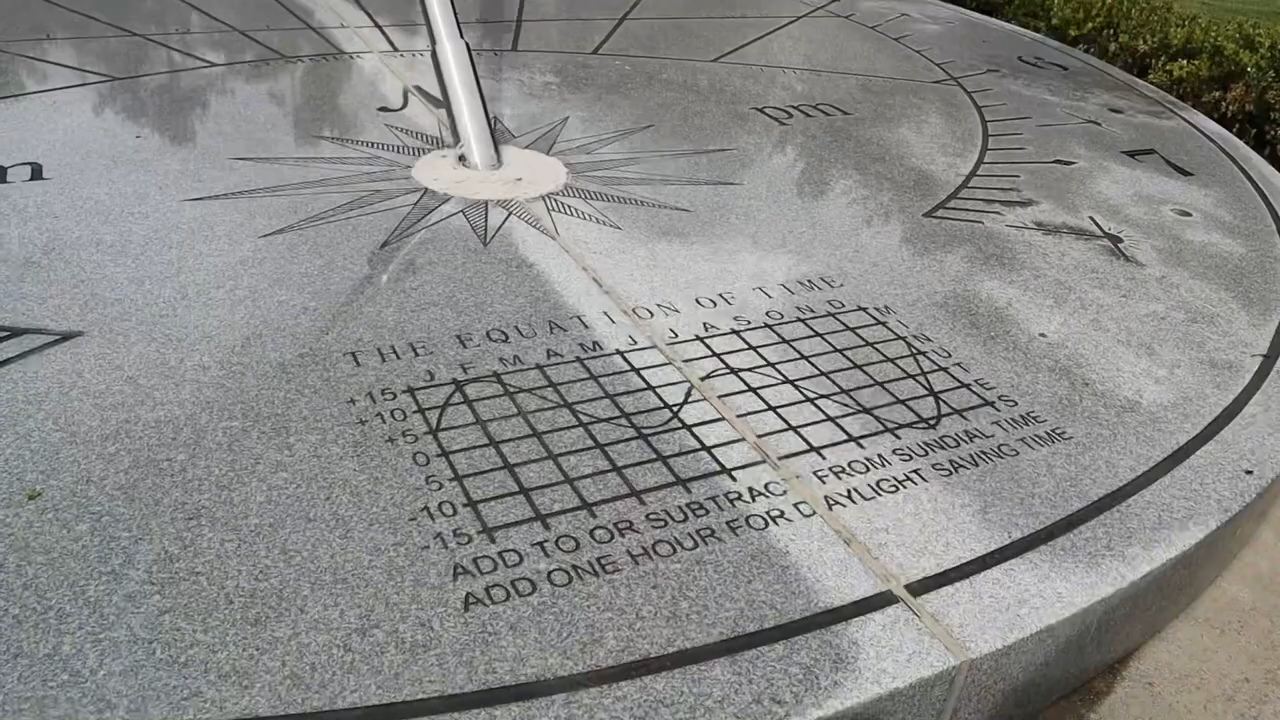 N
pm
6
7
THE EQUATION OF TIME
J F M A M J J A S O N D
MINUTES
+15
+10
+5
0
-5
-10
-15
ADD TO OR SUBTRACT FROM SUNDIAL TIME
ADD ONE HOUR FOR DAYLIGHT SAVING TIME